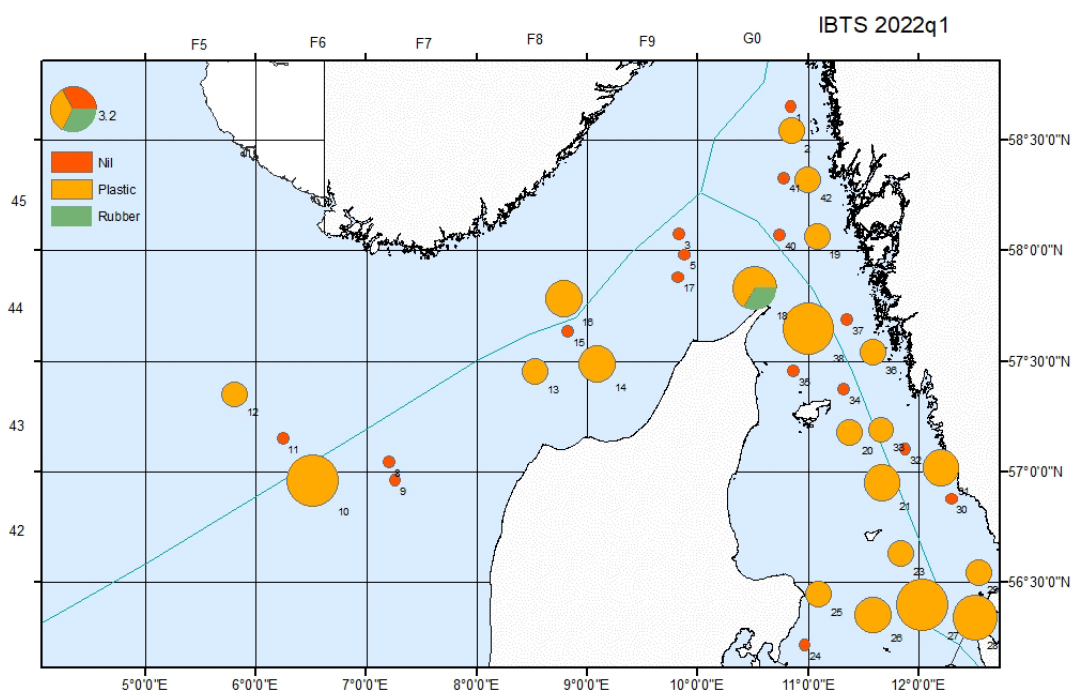 IBTS 2022q1
F5
F6
F7
F8
F9
G0
3.2
Nil
Plastic
Rubber
45
44
43
42
58°30'0"N
58°0'0"N
57°30'0"N
57°0'0"N
56°30'0"N
1
2
41
42
3
40
19
5
17
18
16
37
15
38
36
13
14
35
34
12
20
33
32
11
8
31
9
21
30
10
23
29
25
26
27
28
24
5°0'0"E
6°0'0"E
7°0'0"E
8°0'0"E
9°0'0"E
10°0'0"E
11°0'0"E
12°0'0"E